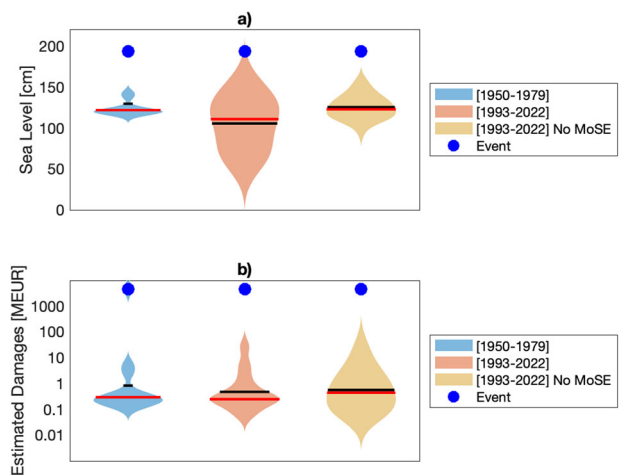 a)
Sea Level [cm]
200
150
100
50
0
[1950-1979]
[1993-2022]
[1993-2022] No MoSE
Event
b)
Estimated Damages [MEUR]
1000
100
10
1
0.1
0.01
[1950-1979]
[1993-2022]
[1993-2022] No MoSE
Event